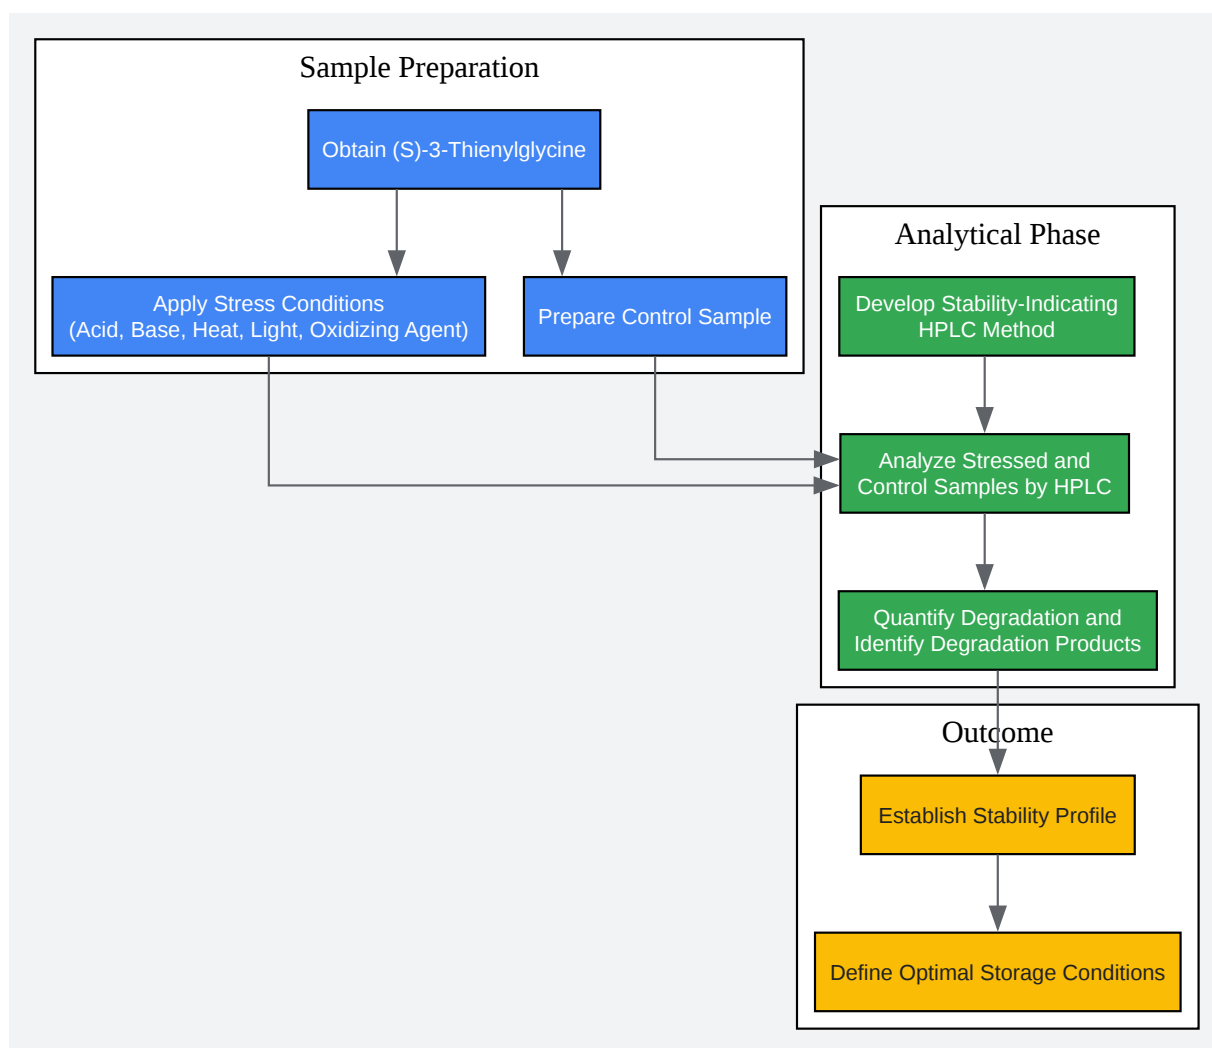 Sample Preparation
Obtain (S)-3-Thienylglycine
Apply Stress Conditions
(Acid, Base, Heat, Light, Oxidizing Agent)
Prepare Control Sample
Analytical Phase
Develop Stability-Indicating
HPLC Method
Analyze Stressed and
Control Samples by HPLC
Quantify Degradation and
Identify Degradation Products
Outcome
Establish Stability Profile
Define Optimal Storage Conditions